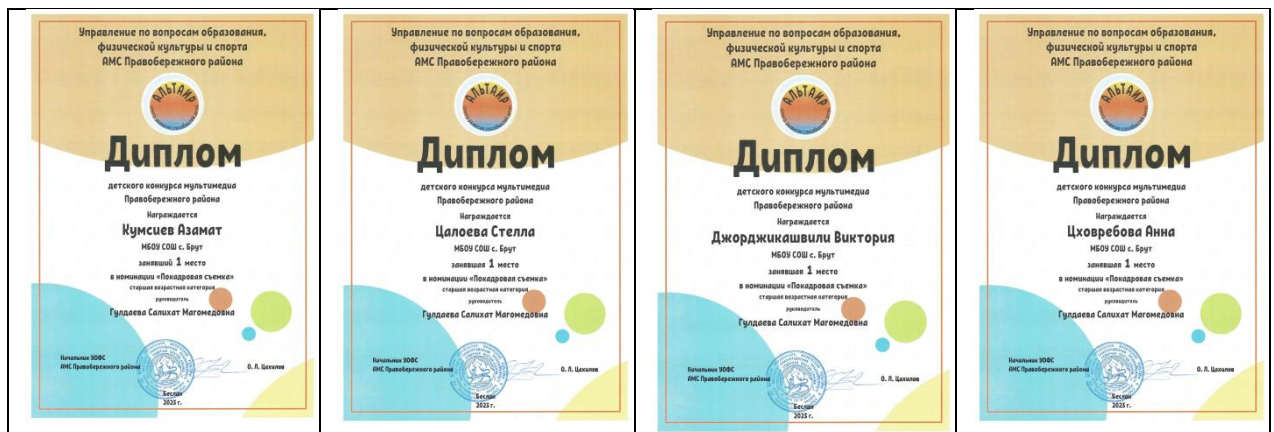 Управление по вопросам образования,
физической культуры и спорта
АМС Правобережного района
АЛЬТАИР
Диплом
детского конкурса мультимедиа
Правобережного района
Награждается
Кумсиев Азамат
МБОУ СОШ с. Брут
занявший 1 место
в номинации «Покадровая съемка»
старшая возрастная категория
руководитель
Гулдаева Салихат Магомедовна
Начальник УОФС
АМС Правобережного района
О. Л. Цахилов
Беслан
2023 г.
Управление по вопросам образования,
физической культуры и спорта
АМС Правобережного района
АЛЬТАИР
Диплом
детского конкурса мультимедиа
Правобережного района
Награждается
Цалоева Стелла
МБОУ СОШ с. Брут
занявшая 1 место
в номинации «Покадровая съемка»
старшая возрастная категория
руководитель
Гулдаева Салихат Магомедовна
Начальник УОФС
АМС Правобережного района
О. Л. Цахилов
Беслан
2023 г.
Управление по вопросам образования,
физической культуры и спорта
АМС Правобережного района
АЛЬТАИР
Диплом
детского конкурса мультимедиа
Правобережного района
Награждается
Джорджикашвили Виктория
МБОУ СОШ с. Брут
занявшая 1 место
в номинации «Покадровая съемка»
старшая возрастная категория
руководитель
Гулдаева Салихат Магомедовна
Начальник УОФС
АМС Правобережного района
О. Л. Цахилов
Беслан
2023 г.
Управление по вопросам образования,
физической культуры и спорта
АМС Правобережного района
АЛЬТАИР
Диплом
детского конкурса мультимедиа
Правобережного района
Награждается
Цховребова Анна
МБОУ СОШ с. Брут
занявшая 1 место
в номинации «Покадровая съемка»
старшая возрастная категория
руководитель
Гулдаева Салихат Магомедовна
Начальник УОФС
АМС Правобережного района
О. Л. Цахилов
Беслан
2023 г.